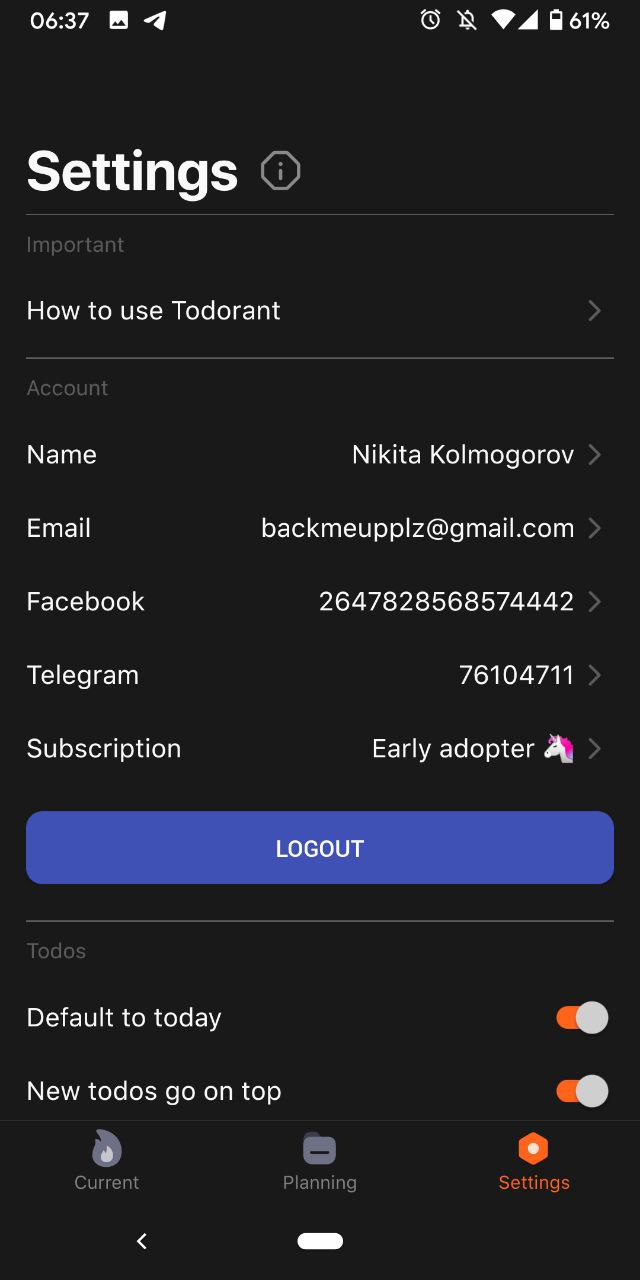 06:37 61%
Settings
Important
How to use Todorant
Account
Name Nikita Kolmogorov
Email backmeupplz@gmail.com
Facebook 2647828568574442
Telegram 76104711
Subscription Early adopter 🦄
LOGOUT
Todos
Default to today
New todos go on top
Current Planning Settings